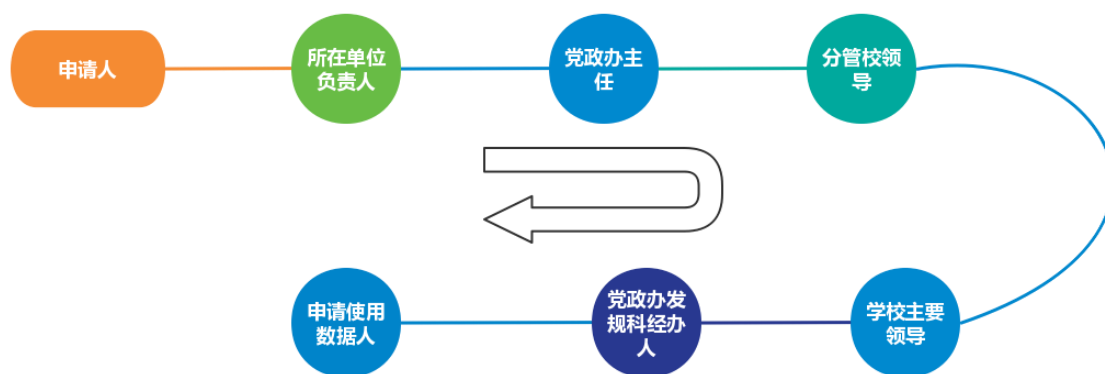 申请人
所在单位
负责人
党政办主
任
分管校领
导
学校主要
领导
党政办发
规科经办
人
申请使用
数据人